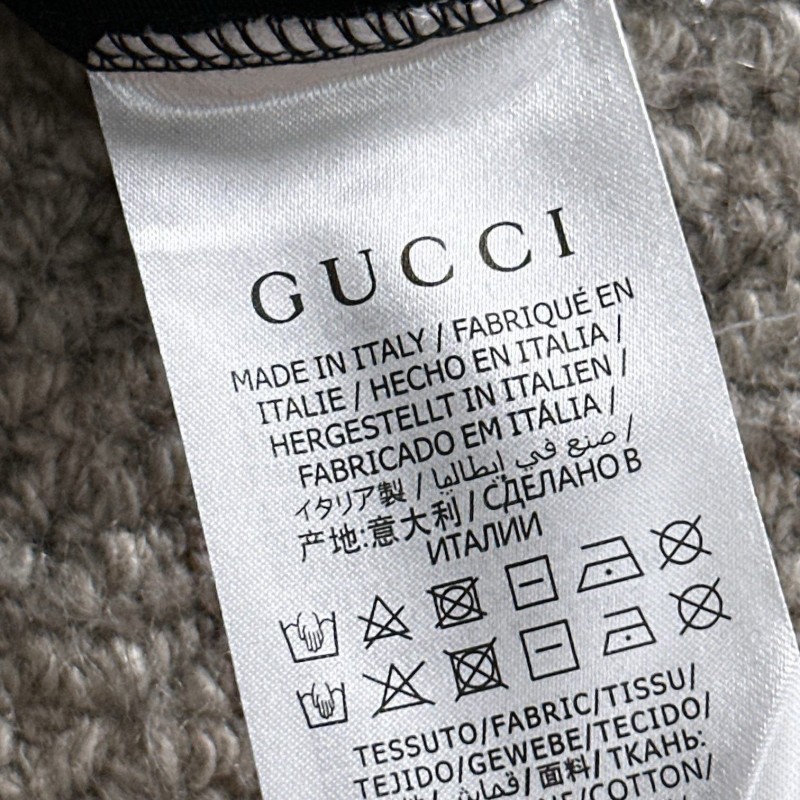 GUCCI
MADE IN ITALY / FABRIQUÉ EN
ITALIE / HECHO EN ITALIA /
HERGESTELLT IN ITALIEN /
FABRICADO EM ITÁLIA /
イタリア製 / صنع في إيطاليا /
产地:意大利 / СДЕЛАНО В
ИТАЛИИ
TESSUTO/FABRIC/TISSU/
TEJIDO/GEWEBE/TECIDO/
قماش/面料/ТКАНЬ:
/COTTON/